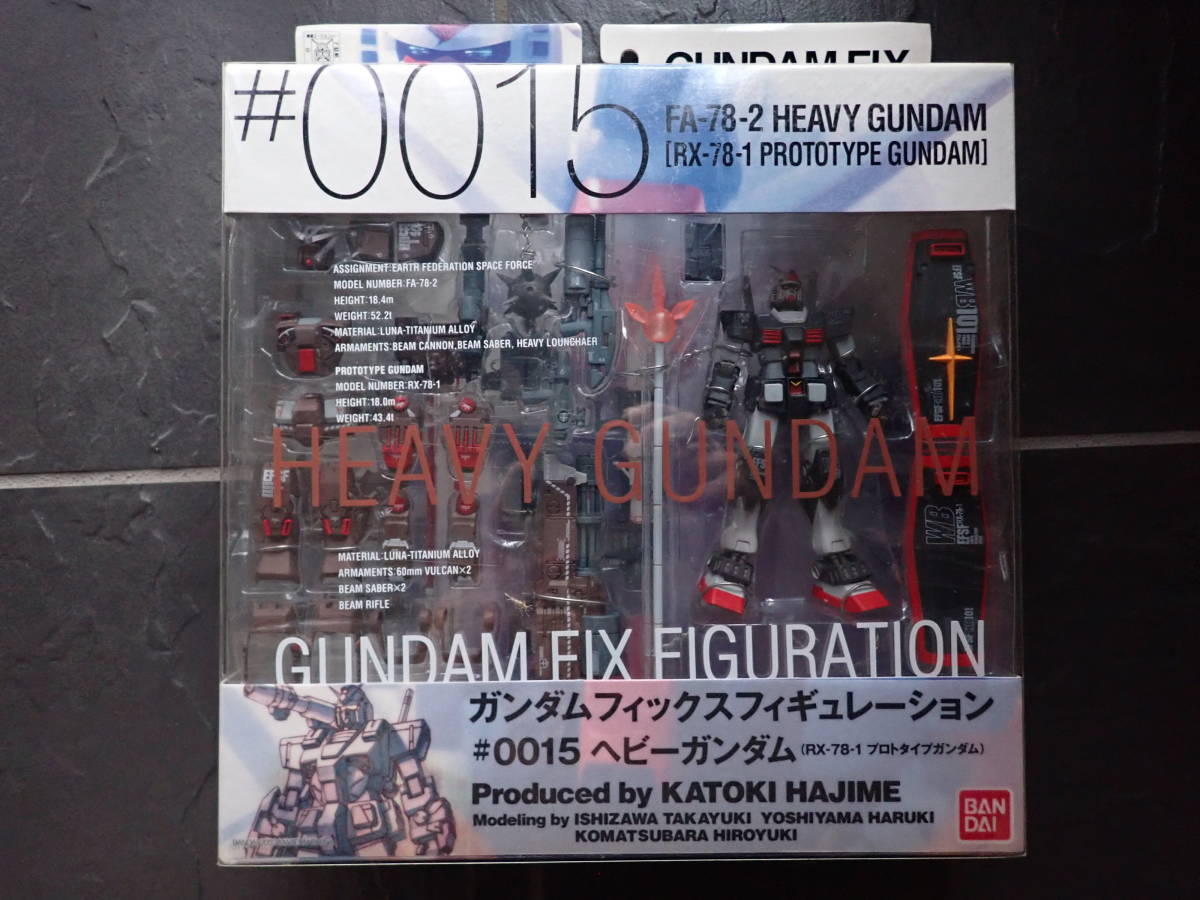 GUNDAM FIX
#0015
FA-78-2 HEAVY GUNDAM
[RX-78-1 PROTOTYPE GUNDAM]
ASSIGNMENT:EARTH FEDERATION SPACE FORCE
MODEL NUMBER:FA-78-2
HEIGHT:18.4m
WEIGHT:52.2t
MATERIAL:LUNA-TITANIUM ALLOY
ARMAMENTS:BEAM CANNON,BEAM SABER, HEAVY LOUNCHAER
PROTOTYPE GUNDAM
MODEL NUMBER:RX-78-1
HEIGHT:18.0m
WEIGHT:43.4t
HEAVY GUNDAM
MATERIAL:LUNA-TITANIUM ALLOY
ARMAMENTS:60mm VULCAN×2
BEAM SABER×2
BEAM RIFLE
EFSF
WB101
WB
EFSF
GUNDAM FIX FIGURATION
ガンダムフィックスフィギュレーション
#0015 ヘビーガンダム(RX-78-1 プロトタイプガンダム)
Produced by KATOKI HAJIME
Modeling by ISHIZAWA TAKAYUKI YOSHIYAMA HARUKI
KOMATSUBARA HIROYUKI
BAN
DAI